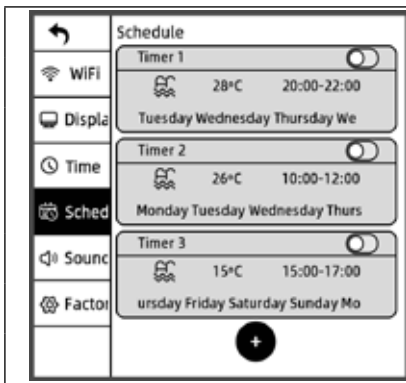 Schedule
WiFi
Displa
Time
Sched
Sounc
Factor
Timer 1
28ºC 20:00-22:00
Tuesday Wednesday Thursday We
Timer 2
26ºC 10:00-12:00
Monday Tuesday Wednesday Thurs
Timer 3
15ºC 15:00-17:00
ursday Friday Saturday Sunday Mo
+